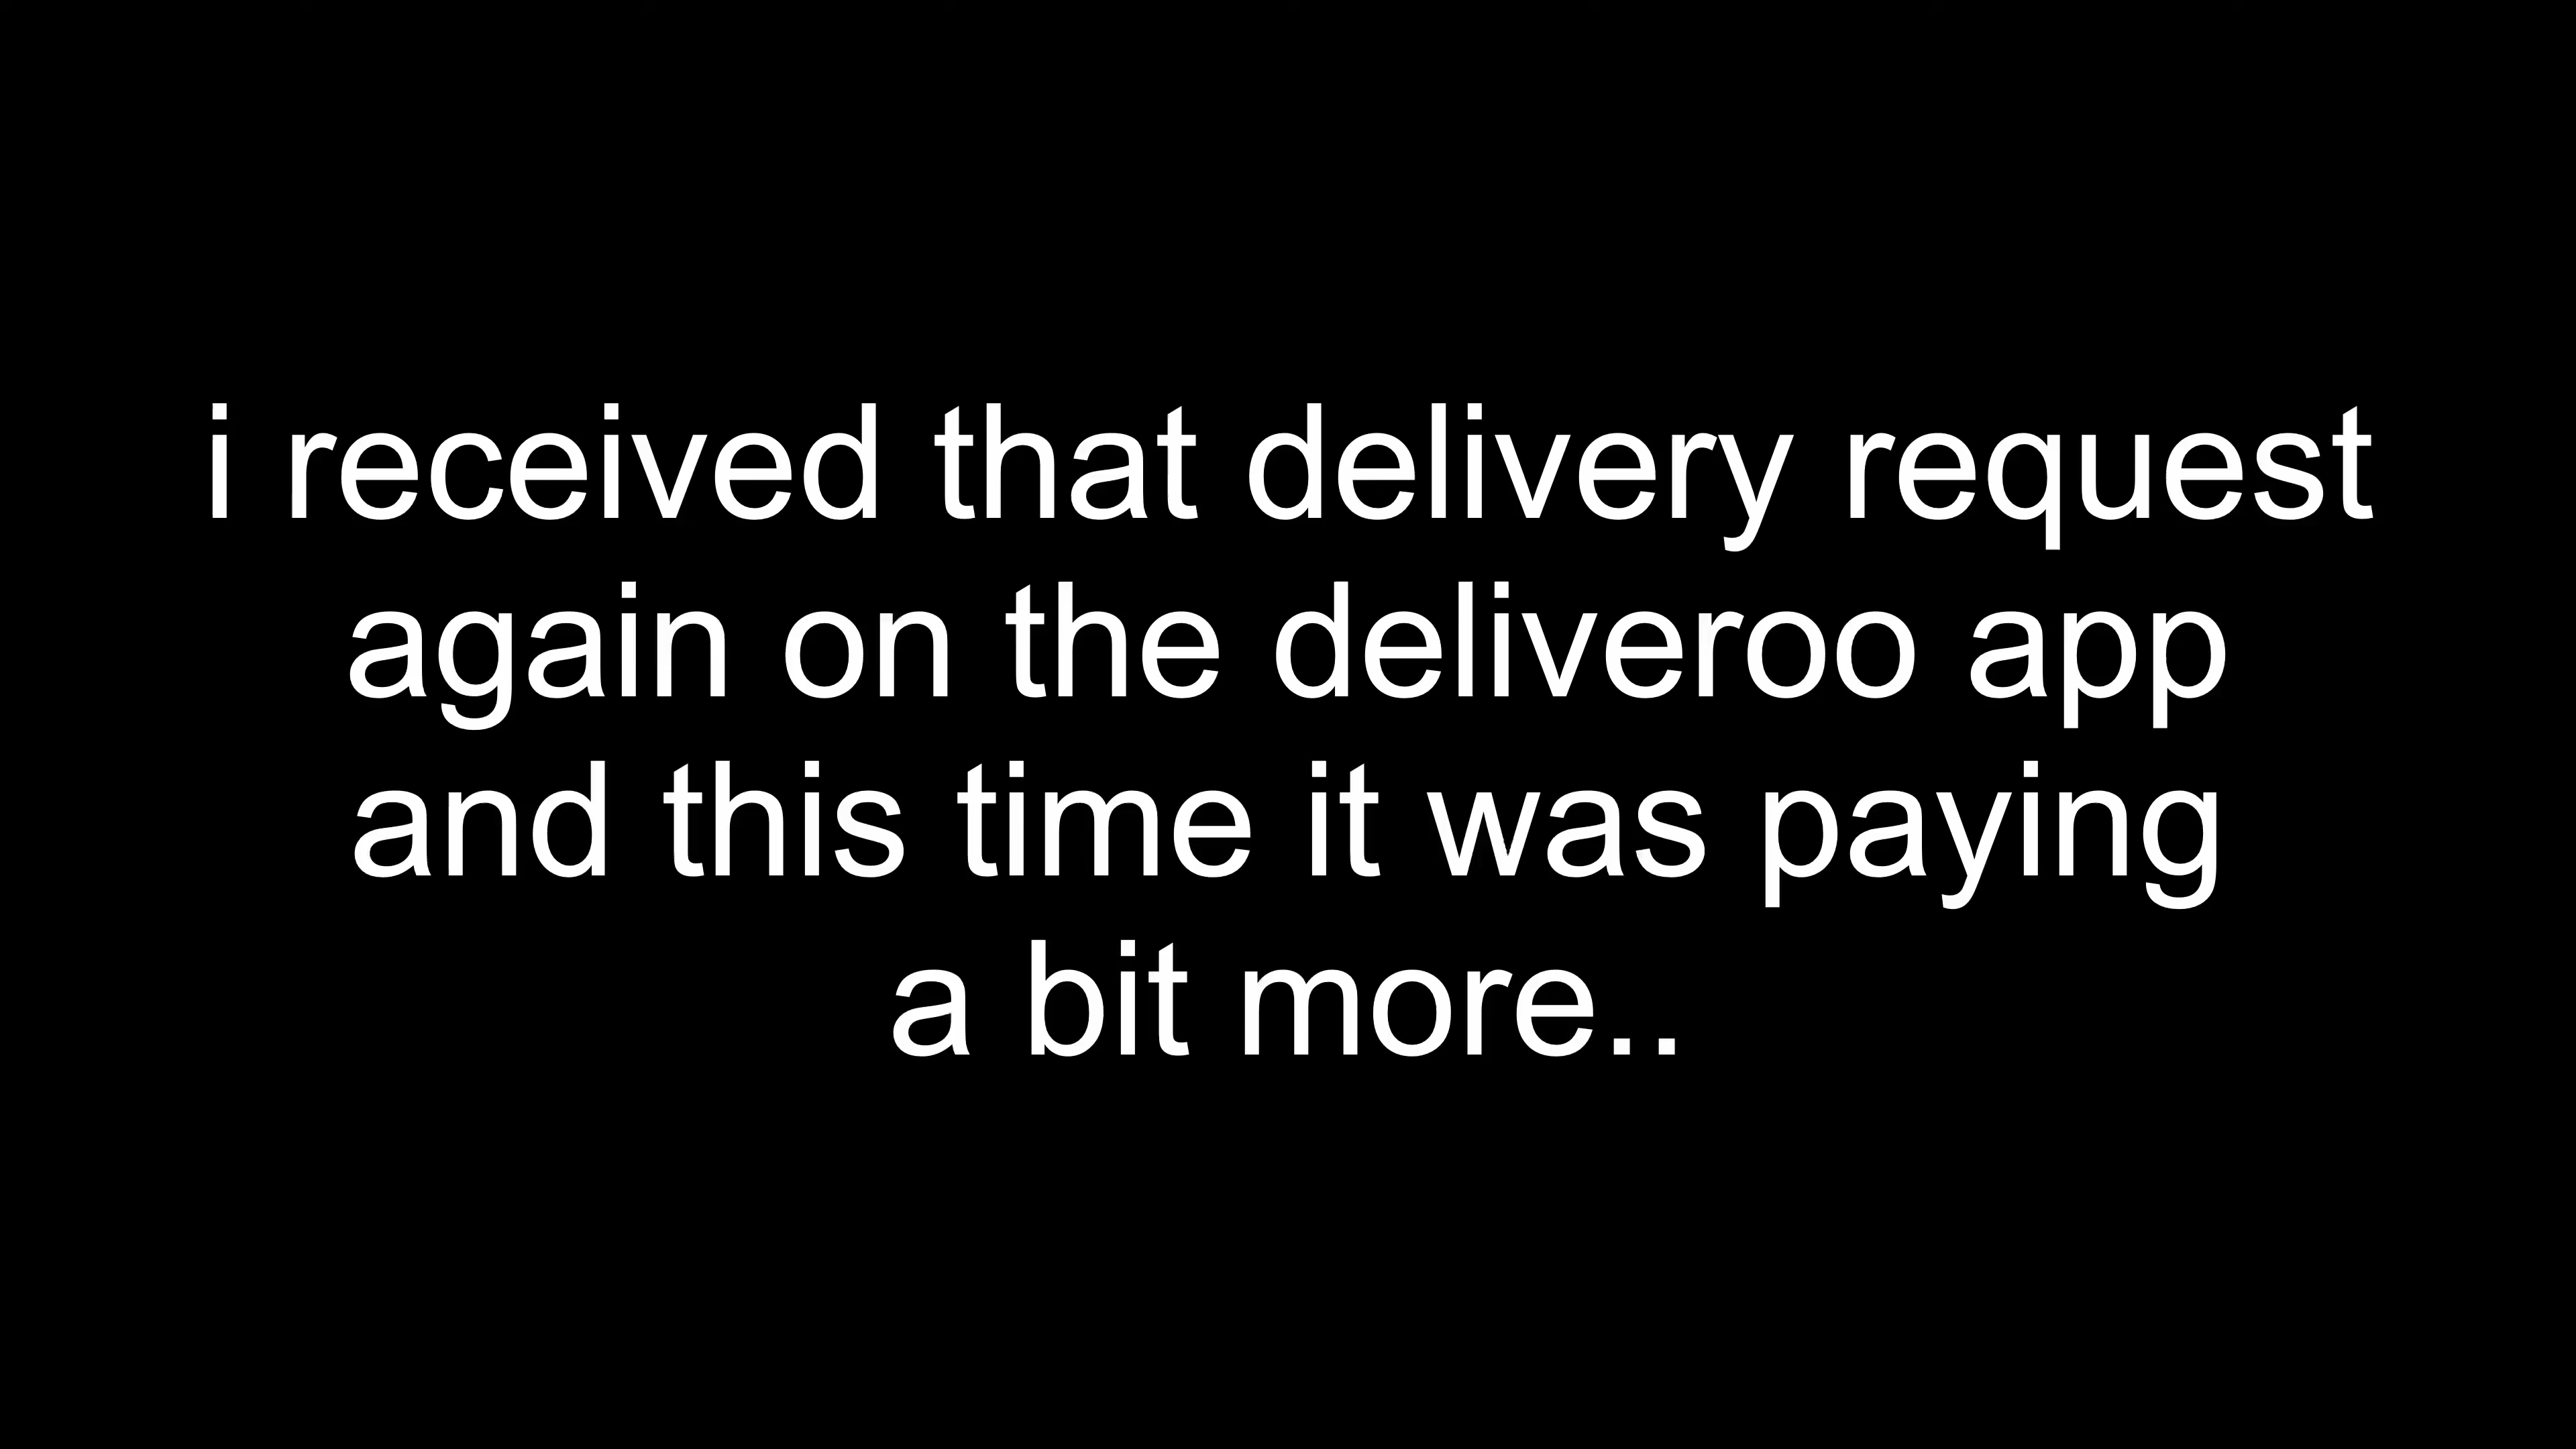 i received that delivery request
again on the deliveroo app
and this time it was paying
a bit more..